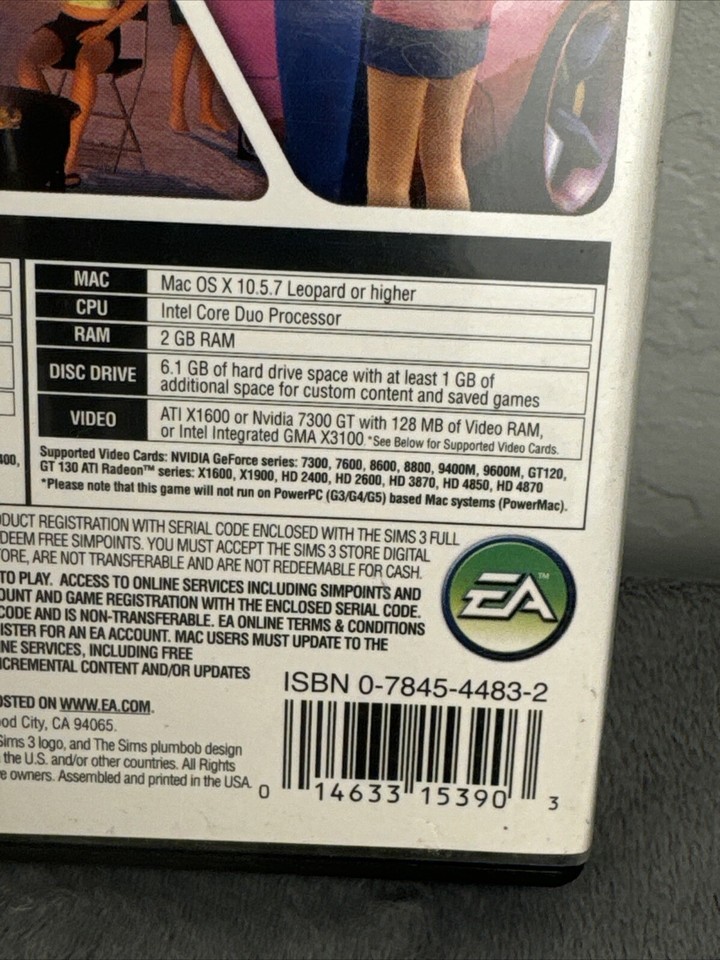 MAC Mac OS X 10.5.7 Leopard or higher
CPU Intel Core Duo Processor
RAM 2 GB RAM
DISC DRIVE 6.1 GB of hard drive space with at least 1 GB of
additional space for custom content and saved games
VIDEO ATI X1600 or Nvidia 7300 GT with 128 MB of Video RAM,
or Intel Integrated GMA X3100 *See Below for Supported Video Cards.
400, Supported Video Cards: NVIDIA GeForce series: 7300, 7600, 8600, 8800, 9400M, 9600M, GT120,
GT 130 ATI Radeon™ series: X1600, X1900, HD 2400, HD 2600, HD 3870, HD 4850, HD 4870
*Please note that this game will not run on PowerPC (G3/G4/G5) based Mac systems (PowerMac).
ODUCT REGISTRATION WITH SERIAL CODE ENCLOSED WITH THE SIMS 3 FULL
DEEM FREE SIMPOINTS. YOU MUST ACCEPT THE SIMS 3 STORE DIGITAL
ORE, ARE NOT TRANSFERABLE AND ARE NOT REDEEMABLE FOR CASH.
TO PLAY. ACCESS TO ONLINE SERVICES INCLUDING SIMPOINTS AND
OUNT AND GAME REGISTRATION WITH THE ENCLOSED SERIAL CODE.
CODE AND IS NON-TRANSFERABLE. EA ONLINE TERMS & CONDITIONS
ISTER FOR AN EA ACCOUNT. MAC USERS MUST UPDATE TO THE
NE SERVICES, INCLUDING FREE
CREMENTAL CONTENT AND/OR UPDATES
EA™
OSTED ON WWW.EA.COM.
od City, CA 94065.
Sims 3 logo, and The Sims plumbob design
the U.S. and/or other countries. All Rights
e owners. Assembled and printed in the USA.
ISBN 0-7845-4483-2
0 14633 15390 3